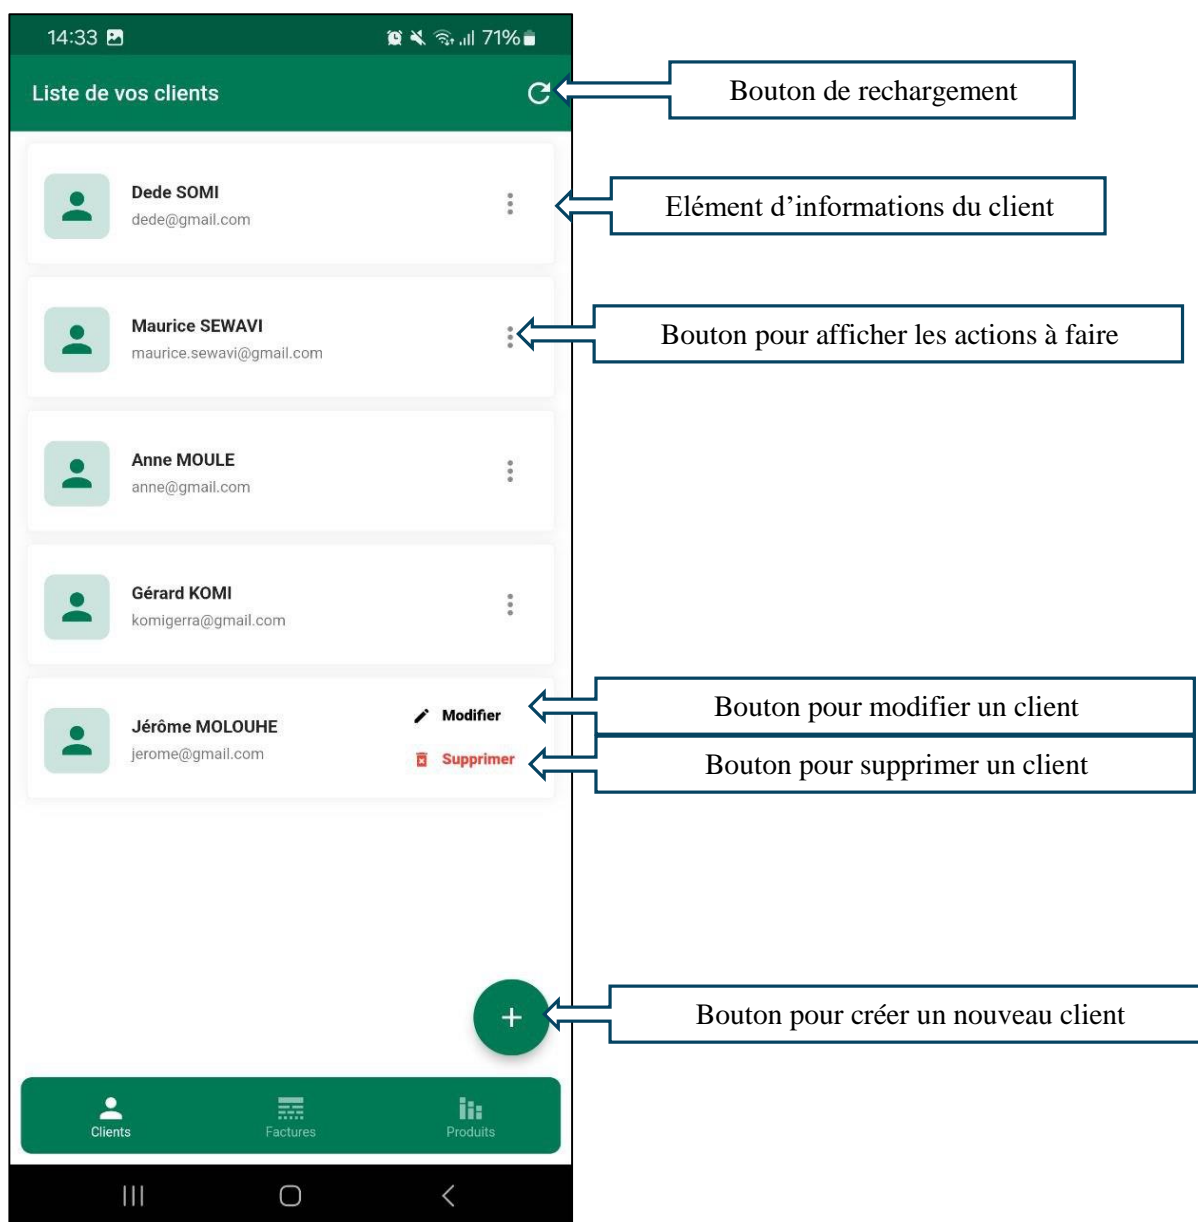 14:33
71%
Liste de vos clients
Bouton de rechargement
Dede SOMI
dede@gmail.com
Elément d’informations du client
Maurice SEWAVI
maurice.sewavi@gmail.com
Bouton pour afficher les actions à faire
Anne MOULE
anne@gmail.com
Gérard KOMI
komigerra@gmail.com
Jérôme MOLOUHE
jerome@gmail.com
Modifier
Supprimer
Bouton pour modifier un client
Bouton pour supprimer un client
Bouton pour créer un nouveau client
Clients
Factures
Produits